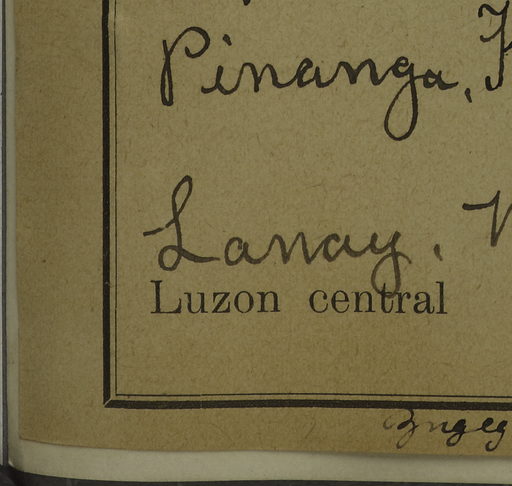 Pinanga,
Lanay.
Luzon central